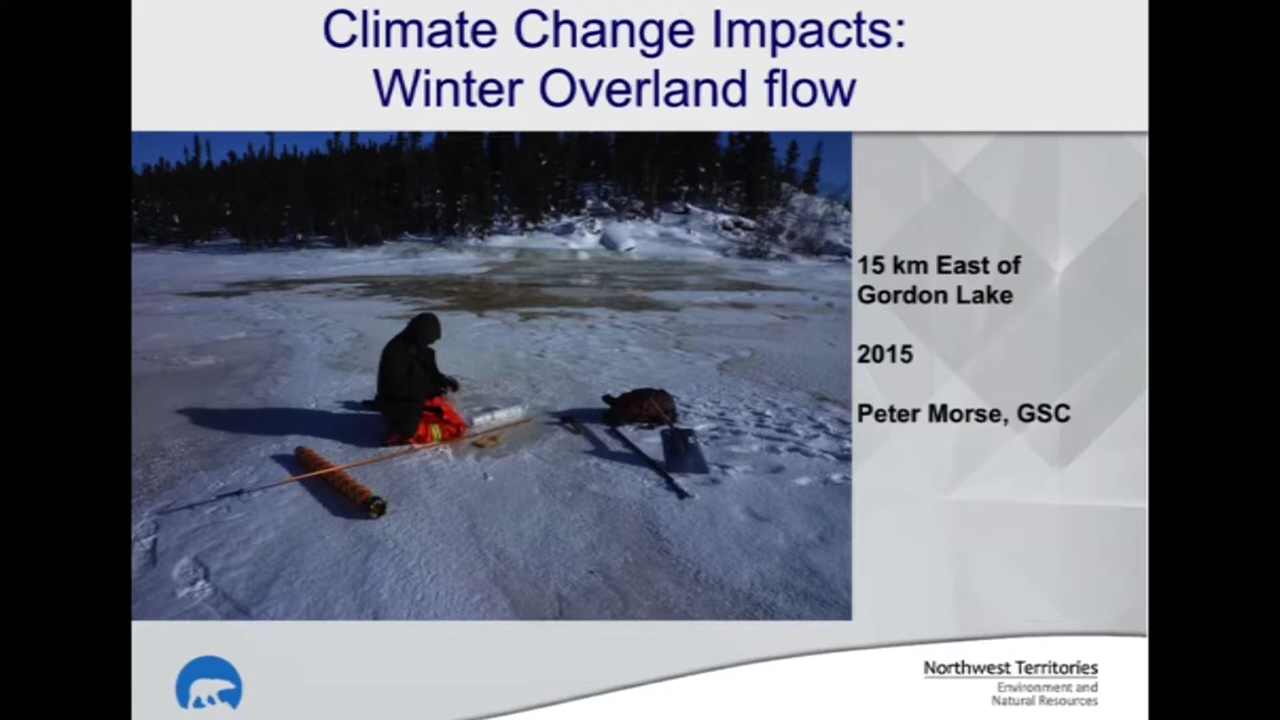 Climate Change Impacts:
Winter Overland flow
15 km East of
Gordon Lake
2015
Peter Morse, GSC
Northwest Territories
Environment and
Natural Resources